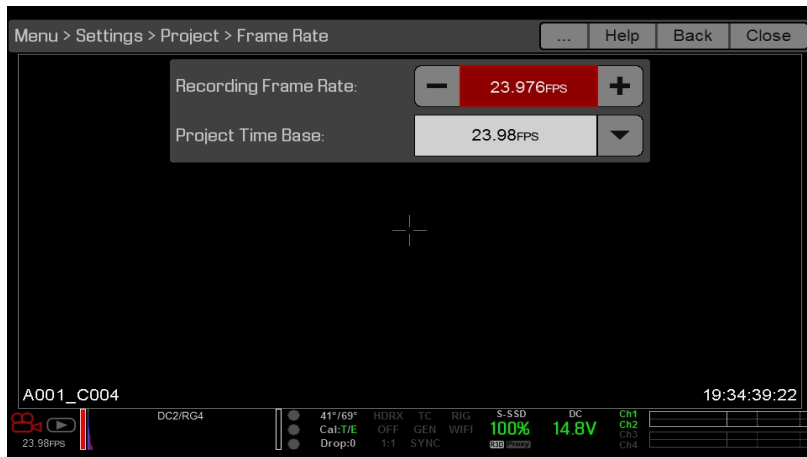 Menu > Settings > Project > Frame Rate ... Help Back Close
Recording Frame Rate: − 23.976FPS +
Project Time Base: 23.98FPS
A001_C004 19:34:39:22
DC2/RG4 41°/69° HDRX TC RIG S-SSD DC Ch1
Cal:T/E OFF GEN WIFI 100% 14.8V Ch2
23.98FPS Drop:0 1:1 SYNC R3D Proxy Ch3
Ch4